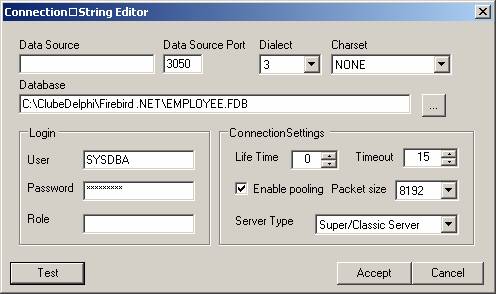 Connection□String Editor
Data Source Data Source Port Dialect Charset
3050 3 NONE
Database
C:\ClubeDelphi\Firebird .NET\EMPLOYEE.FDB ...
Login ConnectionSettings
User SYSDBA Life Time 0 Timeout 15
Password ********* Enable pooling Packet size 8192
Role Server Type Super/Classic Server
Test Accept Cancel